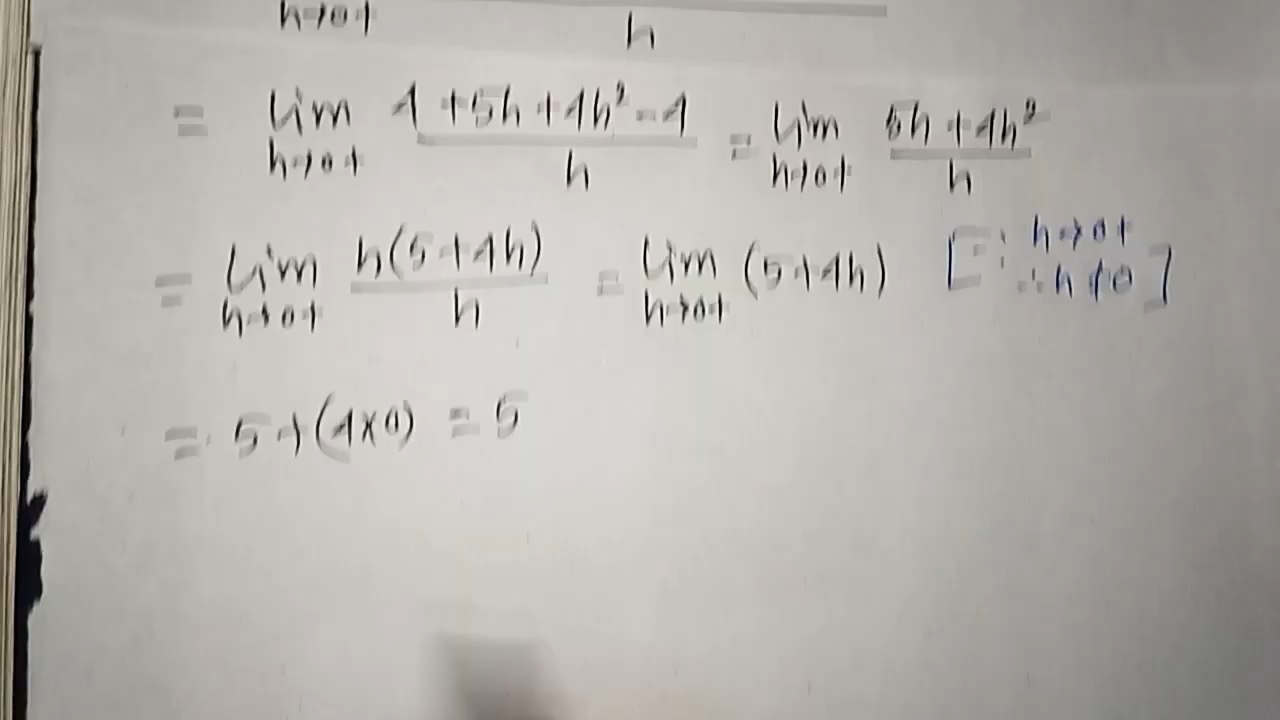 h→0+ h
= lim h→0+ (1+5h+4h²-1)/h = lim h→0+ (5h+4h²)/h
= lim h→0+ h(5+4h)/h = lim h→0+ (5+4h) [∵ h→0+ ∴ h≠0]
= 5+(4×0) = 5